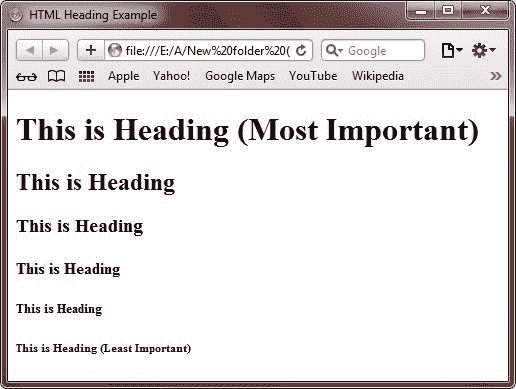 HTML Heading Example
file:///E:/A/New%20folder%20(
Google
Apple Yahoo! Google Maps YouTube Wikipedia
This is Heading (Most Important)
This is Heading
This is Heading
This is Heading
This is Heading
This is Heading (Least Important)